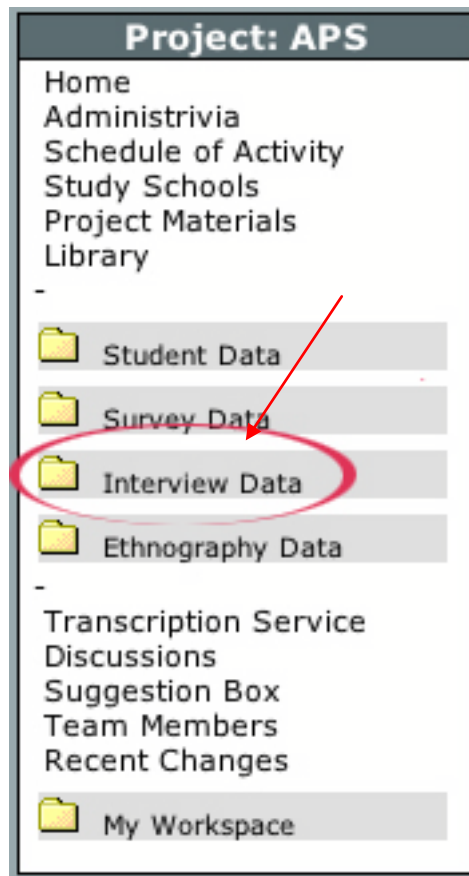 Project: APS
Home
Administrivia
Schedule of Activity
Study Schools
Project Materials
Library
-
Student Data
Survey Data
Interview Data
Ethnography Data
-
Transcription Service
Discussions
Suggestion Box
Team Members
Recent Changes
My Workspace